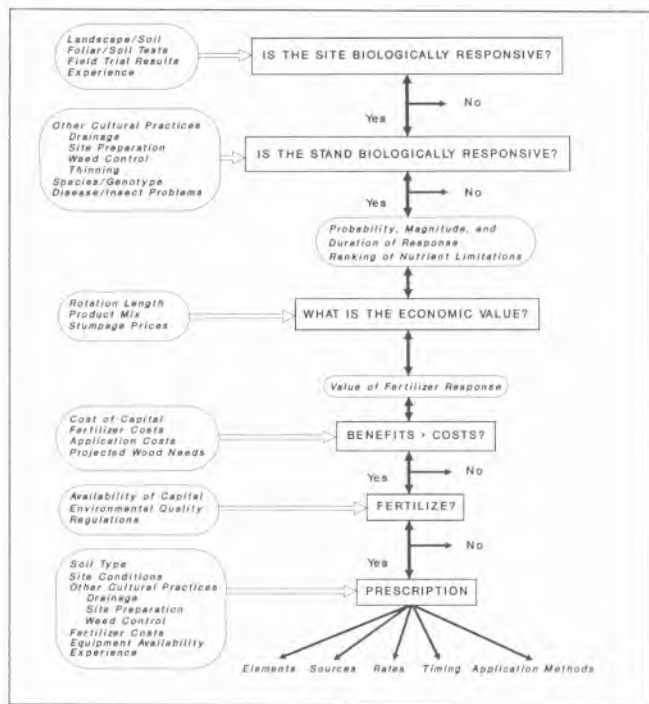 Landscape/Soil
Foliar/Soil Tests
Field Trial Results
Experience
IS THE SITE BIOLOGICALLY RESPONSIVE?
No
Yes
Other Cultural Practices
Drainage
Site Preparation
Weed Control
Thinning
Species/Genotype
Disease/Insect Problems
IS THE STAND BIOLOGICALLY RESPONSIVE?
No
Yes
Probability, Magnitude, and
Duration of Response
Ranking of Nutrient Limitations
Rotation Length
Product Mix
Stumpage Prices
WHAT IS THE ECONOMIC VALUE?
Value of Fertilizer Response
Cost of Capital
Fertilizer Costs
Application Costs
Projected Wood Needs
BENEFITS > COSTS?
No
Yes
Availability of Capital
Environmental Quality
Regulations
FERTILIZE?
No
Yes
Soil Type
Site Conditions
Other Cultural Practices
Drainage
Site Preparation
Weed Control
Fertilizer Costs
Equipment Availability
Experience
PRESCRIPTION
Elements Sources Rates Timing Application Methods